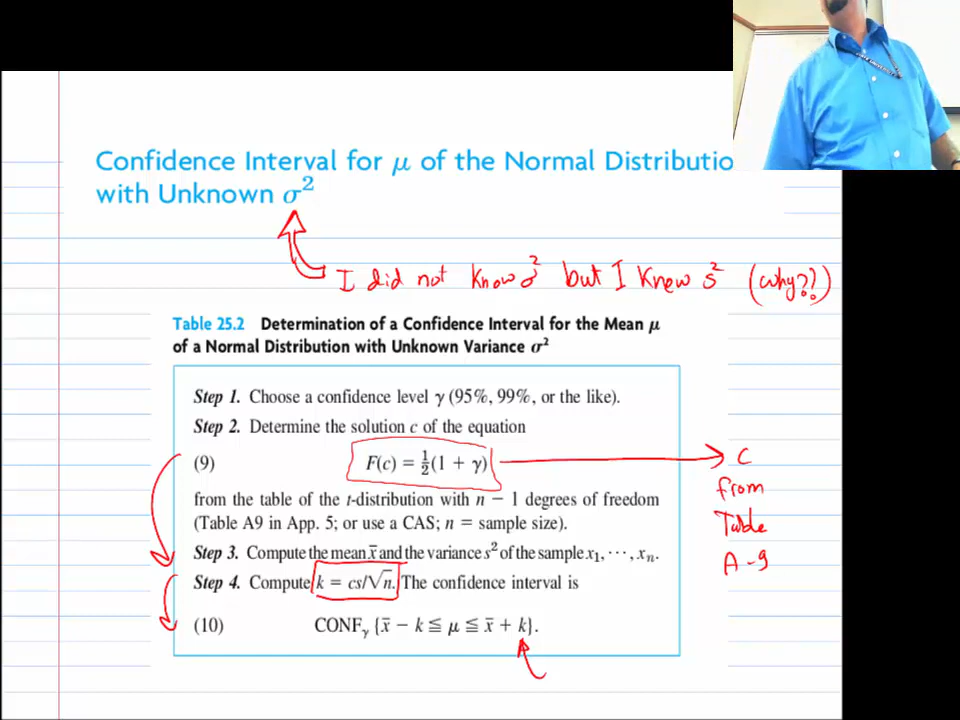 Confidence Interval for μ of the Normal Distributio
with Unknown σ²
I did not know σ² but I knew s² (why??)
Table 25.2 Determination of a Confidence Interval for the Mean μ
of a Normal Distribution with Unknown Variance σ²
Step 1. Choose a confidence level γ (95%, 99%, or the like).
Step 2. Determine the solution c of the equation
(9) F(c) = ½(1 + γ)
c
from the table of the t-distribution with n − 1 degrees of freedom
(Table A9 in App. 5; or use a CAS; n = sample size).
from
Table
A-9
Step 3. Compute the mean x̄ and the variance s² of the sample x₁, ⋯, xₙ.
Step 4. Compute k = cs/√n. The confidence interval is
(10) CONFᵧ {x̄ − k ≦ μ ≦ x̄ + k}.